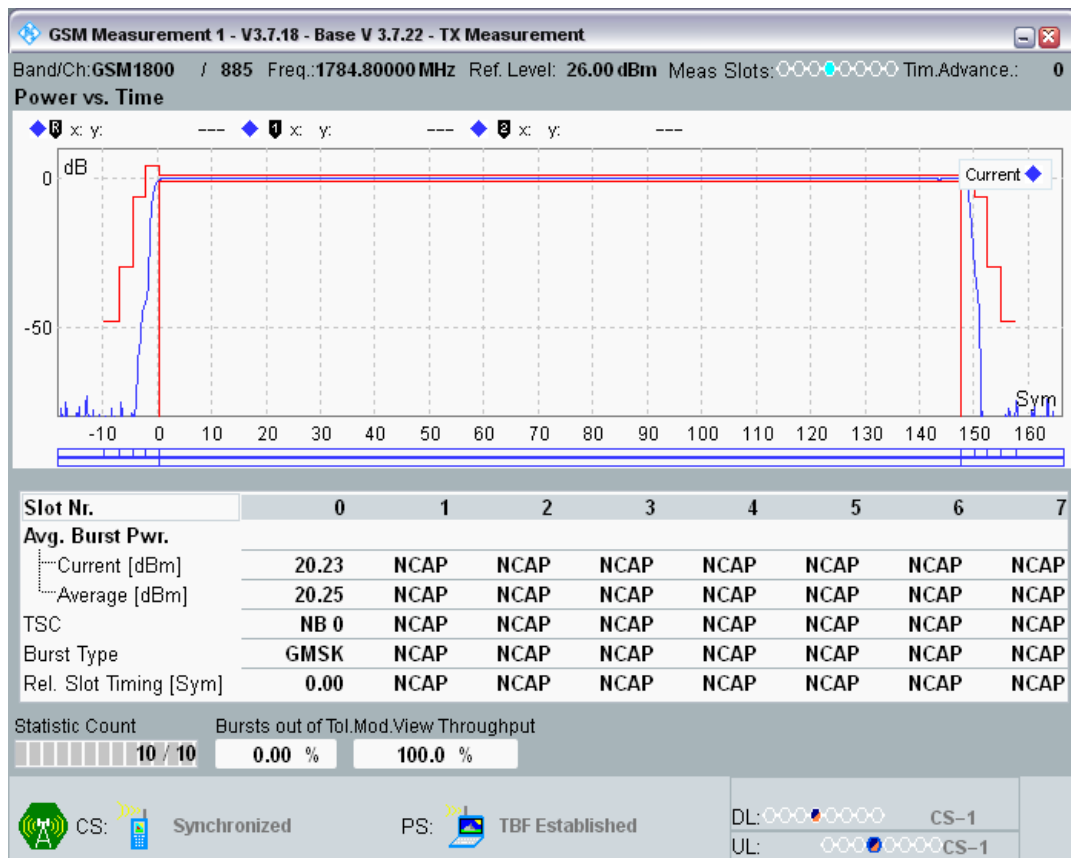 GSM Measurement 1 - V3.7.18 - Base V 3.7.22 - TX Measurement
Band/Ch:GSM1800 / 885 Freq.:1784.80000 MHz Ref. Level: 26.00 dBm Meas Slots: Tim.Advance.: 0
Power vs. Time
R x: y: --- 1 x: y: --- 2 x: y: ---
dB
Current
0
-50
Sym
-10 0 10 20 30 40 50 60 70 80 90 100 110 120 130 140 150 160
Slot Nr. 0 1 2 3 4 5 6 7
Avg. Burst Pwr.
Current [dBm] 20.23 NCAP NCAP NCAP NCAP NCAP NCAP NCAP
Average [dBm] 20.25 NCAP NCAP NCAP NCAP NCAP NCAP NCAP
TSC NB 0 NCAP NCAP NCAP NCAP NCAP NCAP NCAP
Burst Type GMSK NCAP NCAP NCAP NCAP NCAP NCAP NCAP
Rel. Slot Timing [Sym] 0.00 NCAP NCAP NCAP NCAP NCAP NCAP NCAP
Statistic Count Bursts out of Tol.Mod.View Throughput
10 / 10 0.00 % 100.0 %
CS: Synchronized PS: TBF Established
DL: CS-1
UL: CS-1